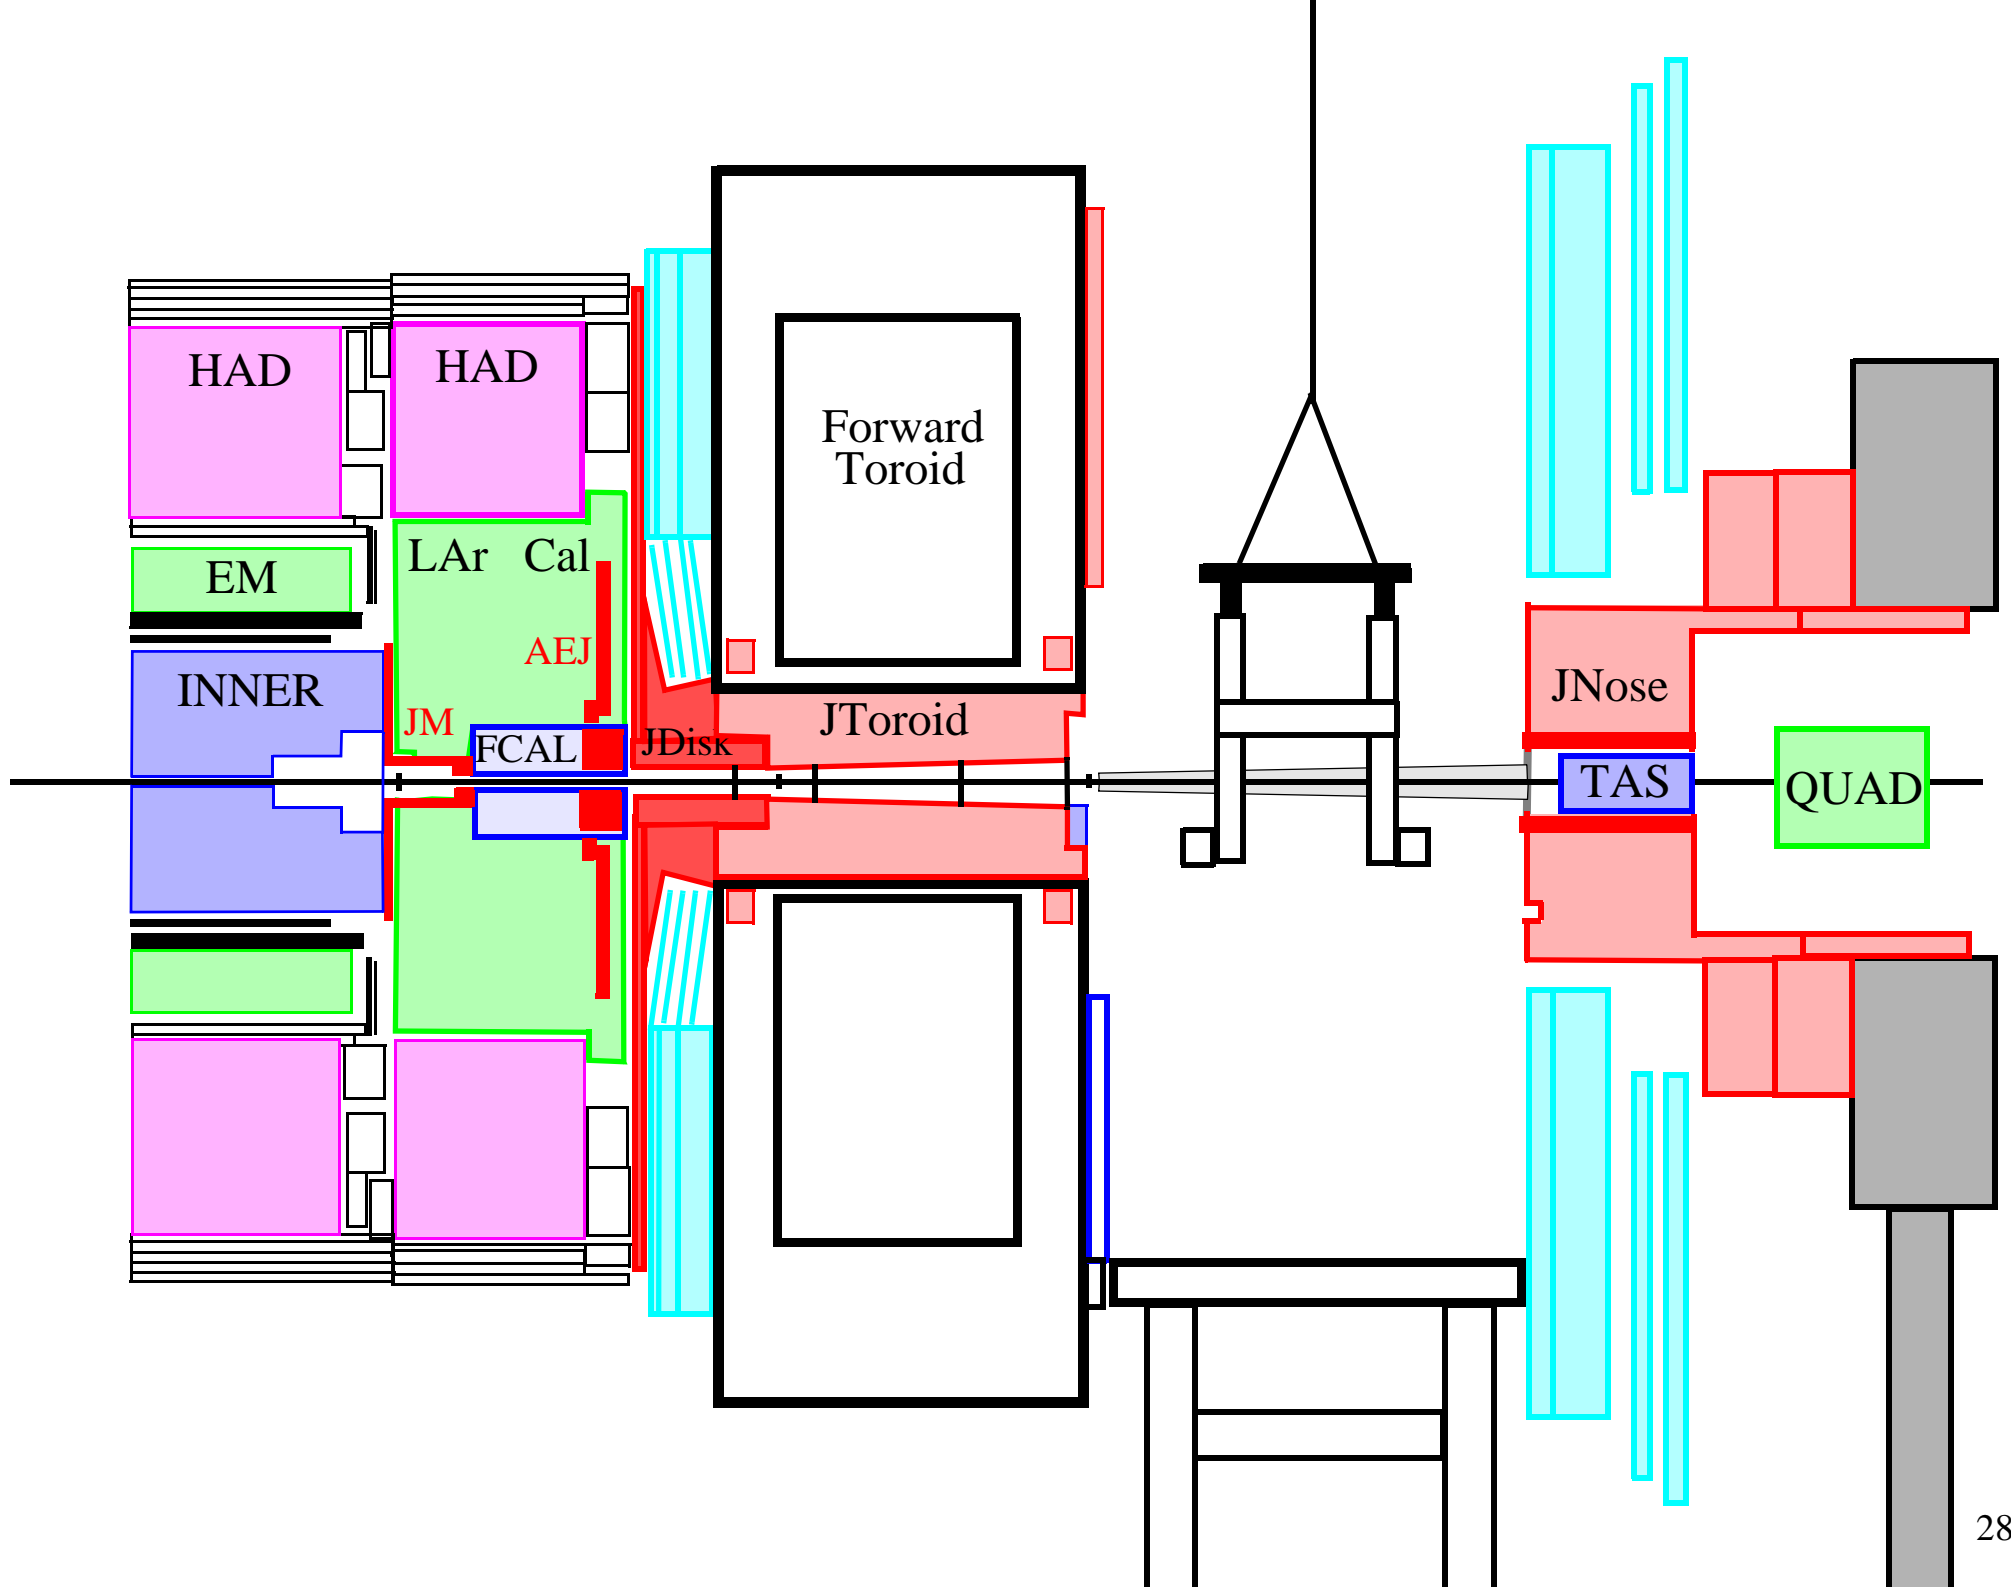 HAD
HAD
Forward
Toroid
LAr Cal
EM
AEJ
INNER
JM
JToroid
JNose
FCAL
JDisk
TAS
QUAD
28